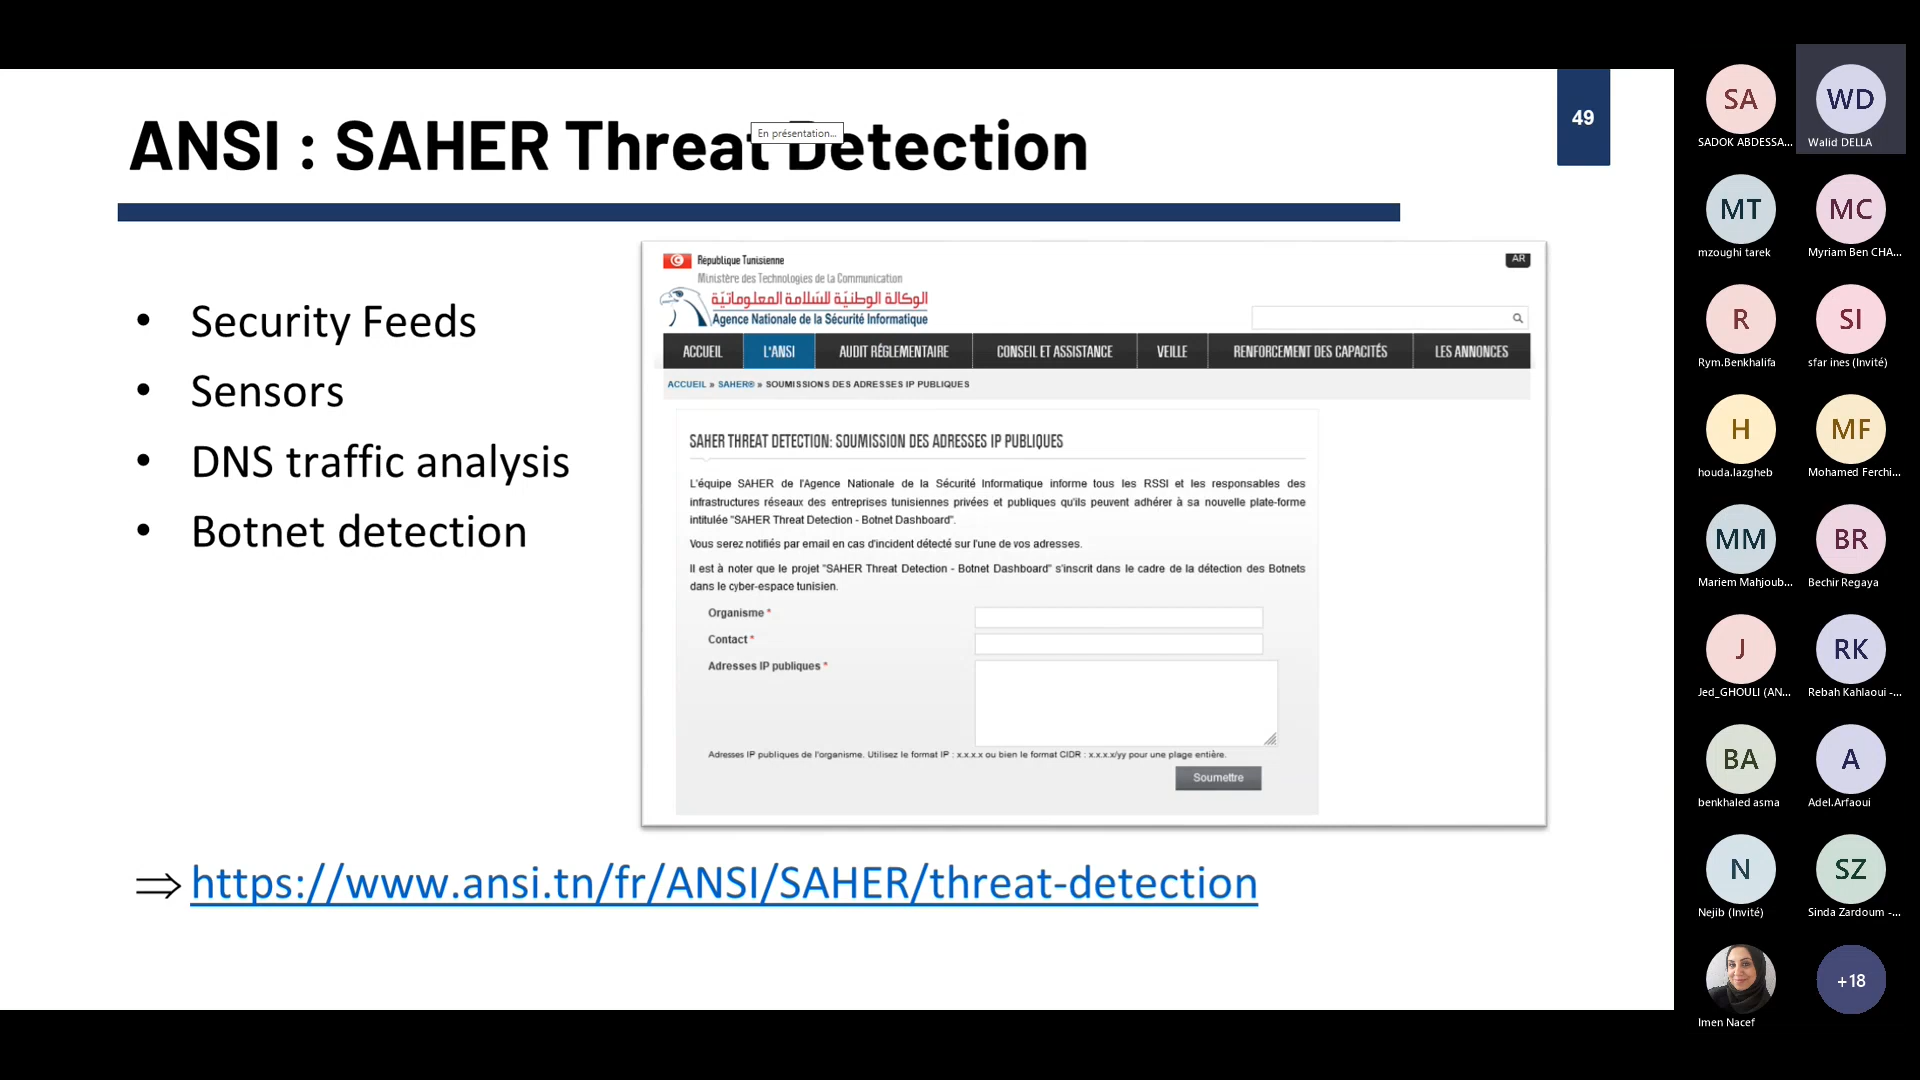 ANSI : SAHER Threat Detection
En présentation...
49
• Security Feeds
• Sensors
• DNS traffic analysis
• Botnet detection
République Tunisienne
Ministère des Technologies de la Communication
الوكالة الوطنيّة للسّلامة المعلوماتيّة
Agence Nationale de la Sécurité Informatique
AR
ACCUEIL L'ANSI AUDIT RÉGLEMENTAIRE CONSEIL ET ASSISTANCE VEILLE RENFORCEMENT DES CAPACITÉS LES ANNONCES
ACCUEIL » SAHER® » SOUMISSIONS DES ADRESSES IP PUBLIQUES
SAHER THREAT DETECTION: SOUMISSION DES ADRESSES IP PUBLIQUES
L'équipe SAHER de l'Agence Nationale de la Sécurité Informatique informe tous les RSSI et les responsables des
infrastructures réseaux des entreprises tunisiennes privées et publiques qu'ils peuvent adhérer à sa nouvelle plate-forme
intitulée "SAHER Threat Detection - Botnet Dashboard".
Vous serez notifiés par email en cas d'incident détecté sur l'une de vos adresses.
Il est à noter que le projet "SAHER Threat Detection - Botnet Dashboard" s'inscrit dans le cadre de la détection des Botnets
dans le cyber-espace tunisien.
Organisme *
Contact *
Adresses IP publiques *
Adresses IP publiques de l'organisme. Utilisez le format IP : x.x.x.x ou bien le format CIDR : x.x.x.x/yy pour une plage entière.
Soumettre
⇒ https://www.ansi.tn/fr/ANSI/SAHER/threat-detection
SA WD
SADOK ABDESSA... Walid DELLA
MT MC
mzoughi tarek Myriam Ben CHA...
R SI
Rym.Benkhalifa sfar ines (Invité)
H MF
houda.lazgheb Mohamed Ferchi...
MM BR
Mariem Mahjoub... Bechir Regaya
J RK
Jed_GHOULI (AN... Rebah Kahlaoui -...
BA A
benkhaled asma Adel.Arfaoui
N SZ
Nejib (Invité) Sinda Zardoum -...
+18
Imen Nacef